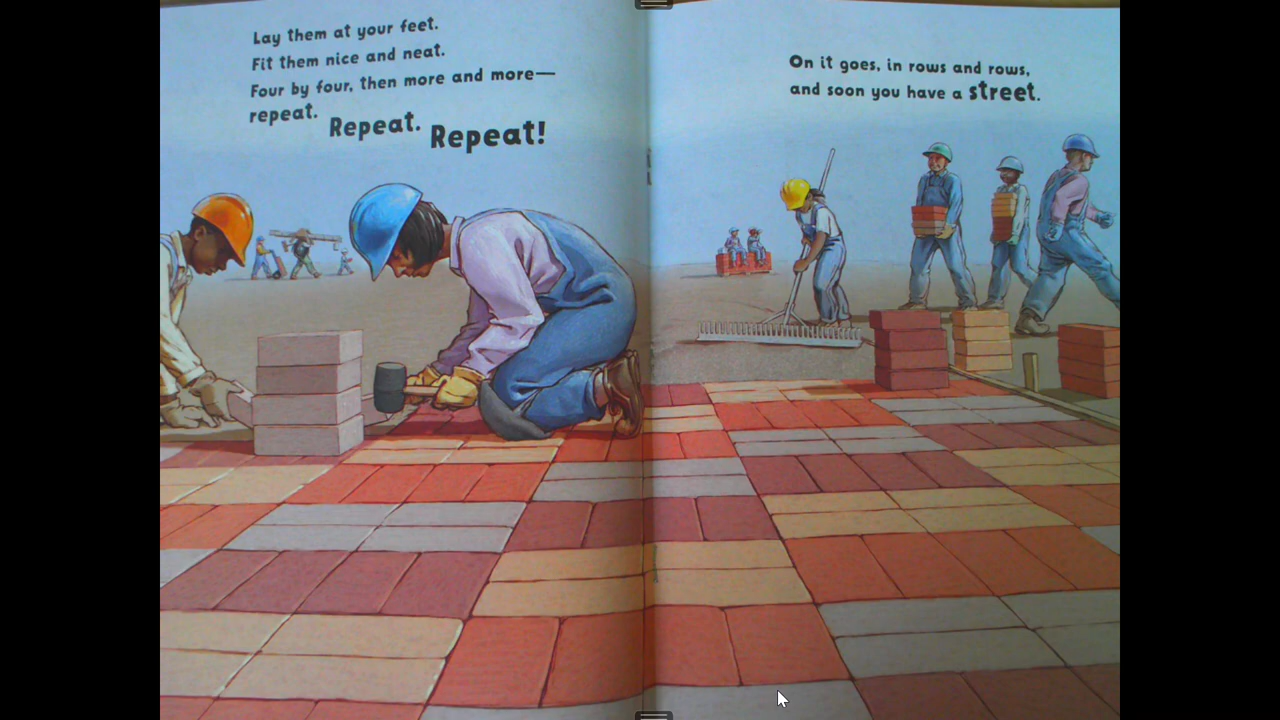 Lay them at your feet.
Fit them nice and neat.
Four by four, then more and more—
repeat. Repeat. Repeat!
On it goes, in rows and rows,
and soon you have a street.